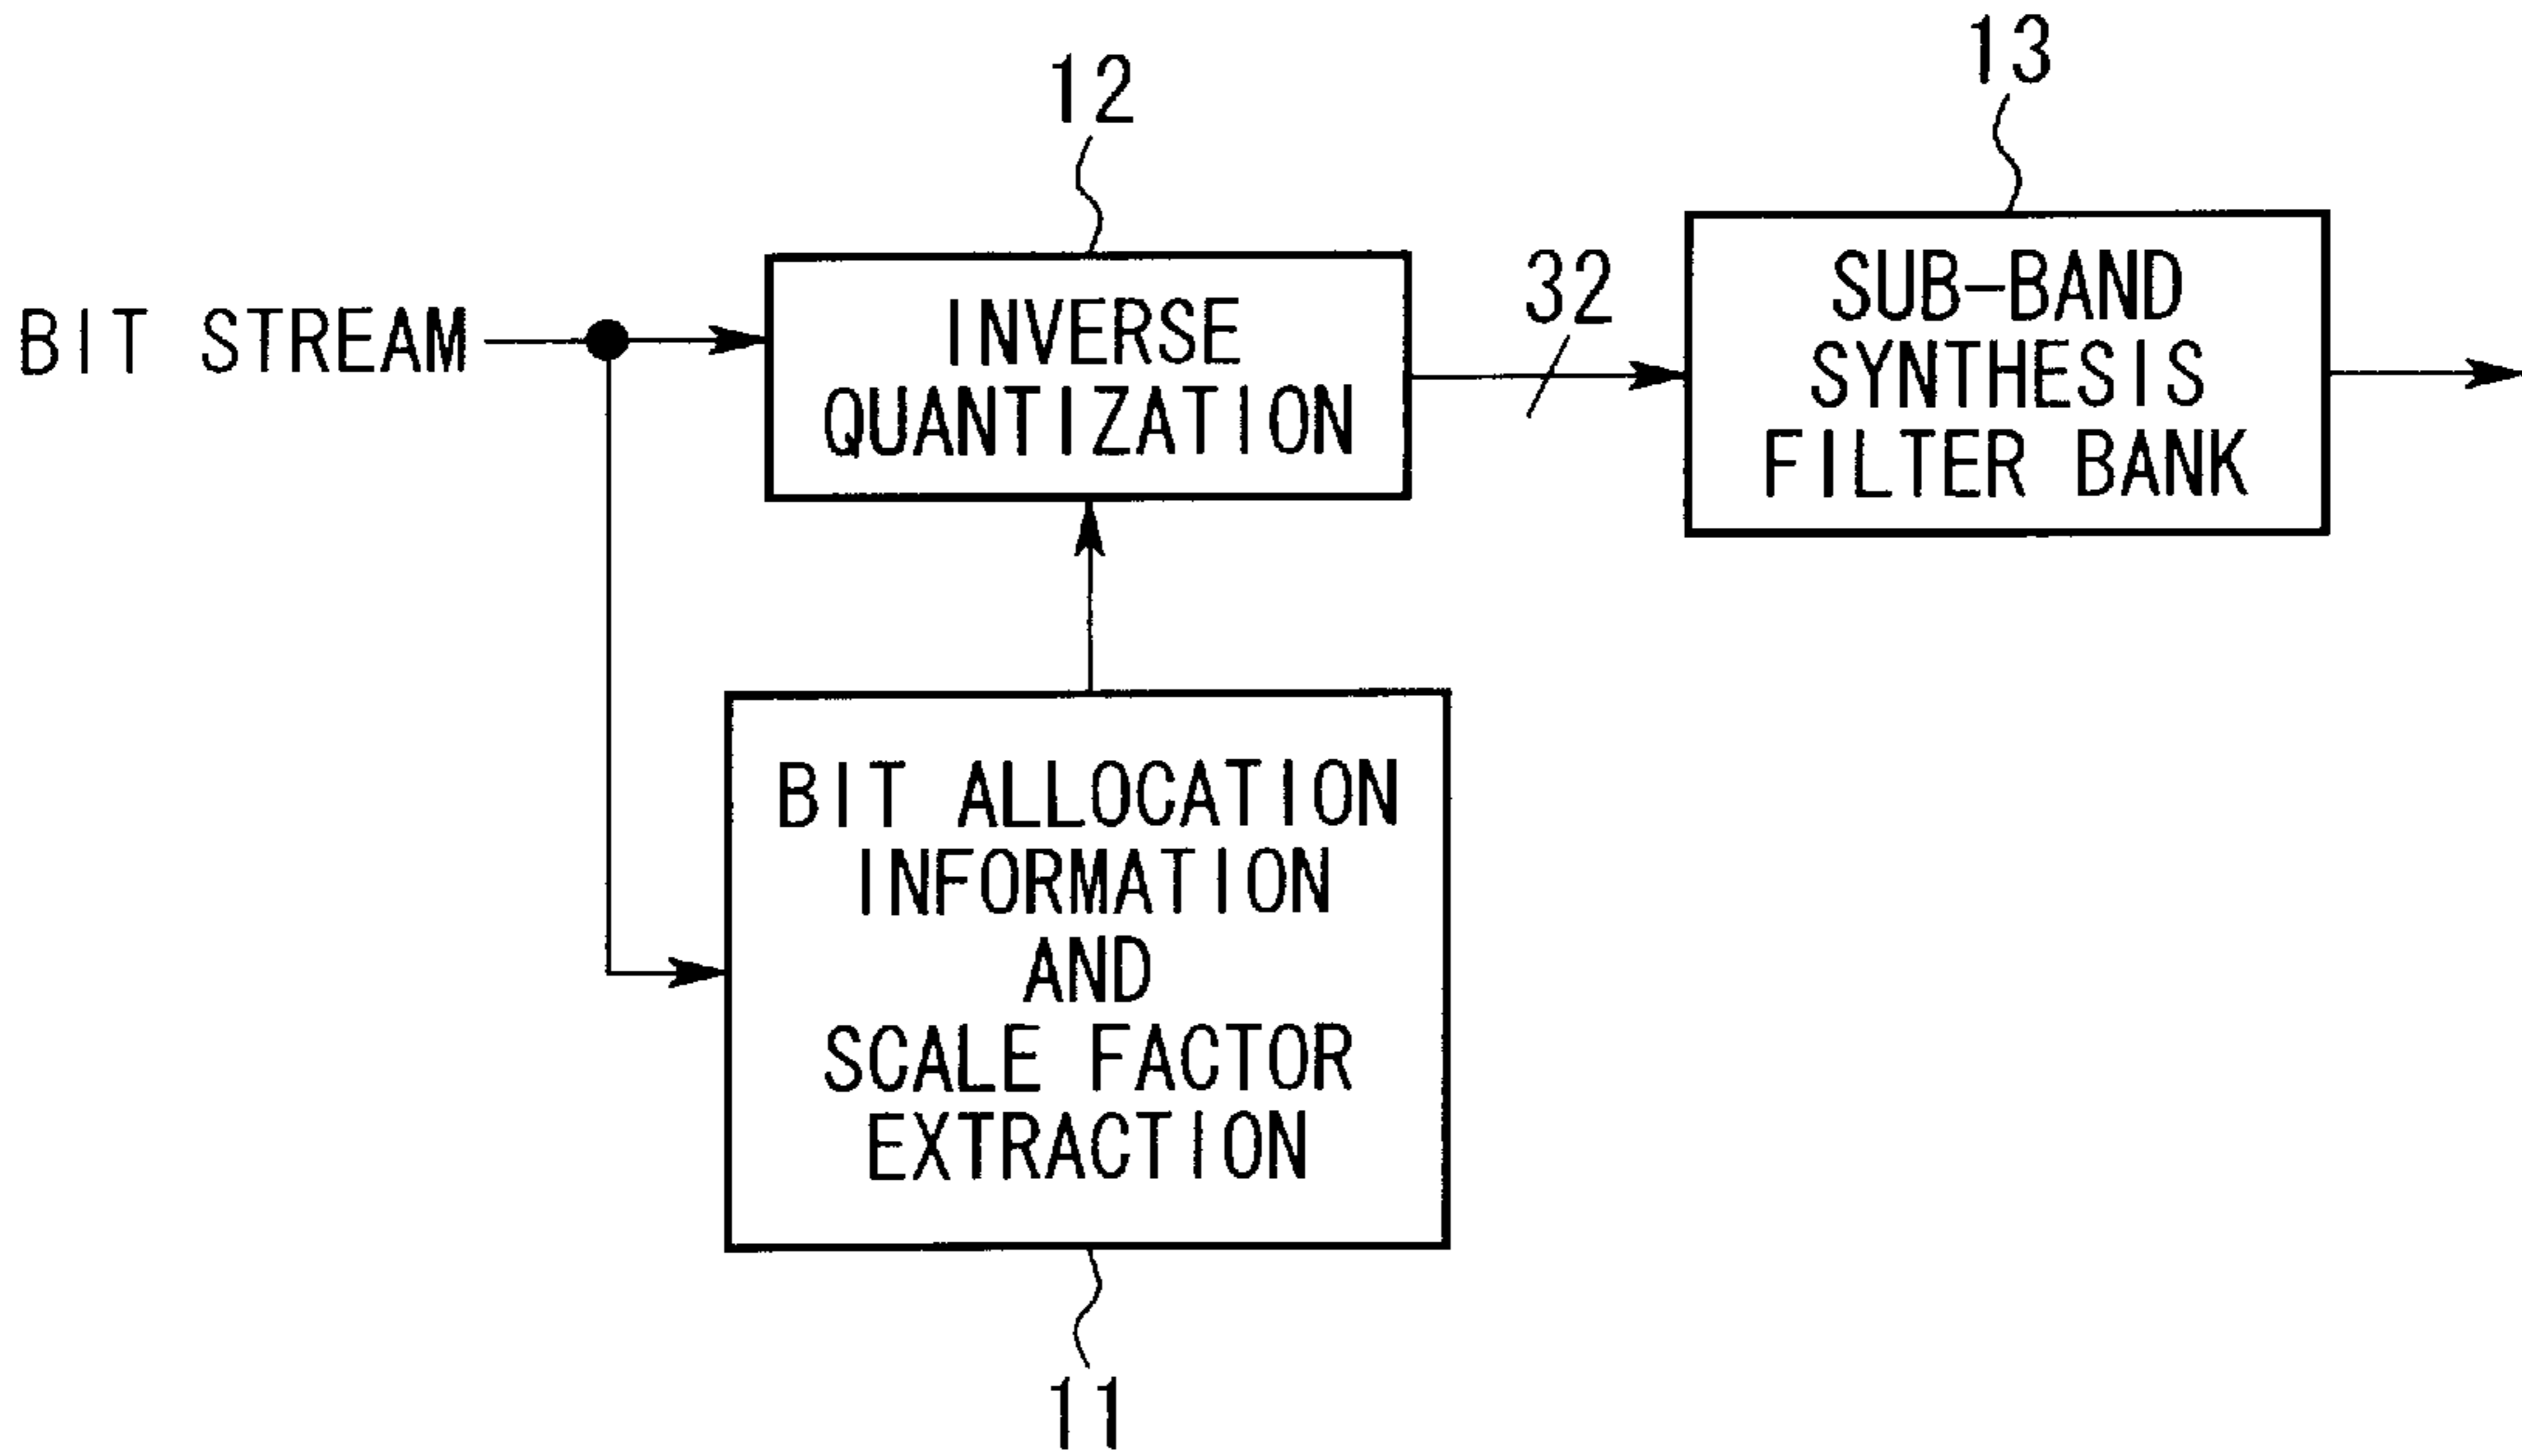 12
13
BIT STREAM
INVERSE
QUANTIZATION
32
SUB-BAND
SYNTHESIS
FILTER BANK
BIT ALLOCATION
INFORMATION
AND
SCALE FACTOR
EXTRACTION
11